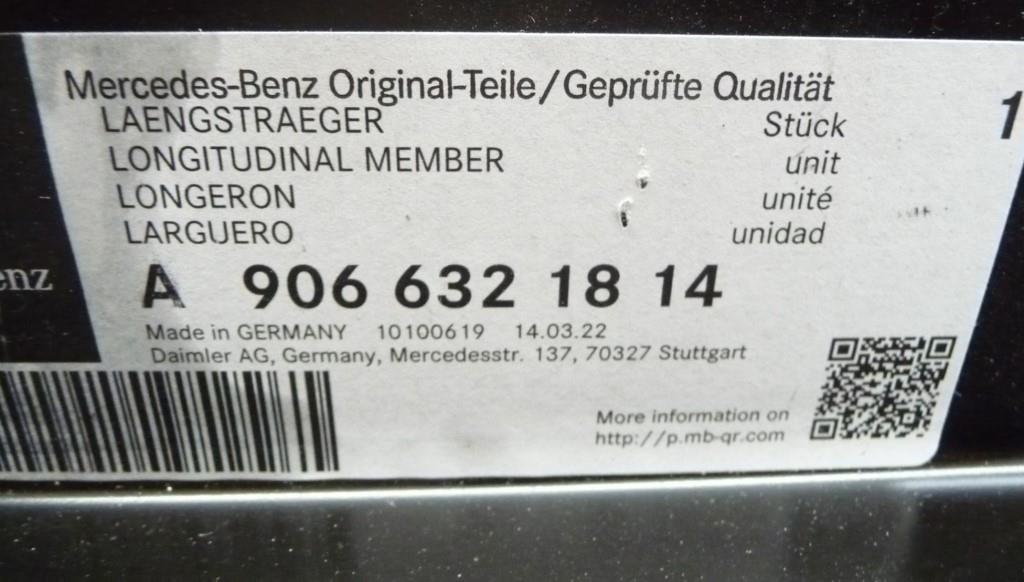 Mercedes-Benz Original-Teile/Geprüfte Qualität
LAENGSTRAEGER Stück 1
LONGITUDINAL MEMBER unit
LONGERON unité
LARGUERO unidad
A 906 632 18 14
enz
Made in GERMANY 10100619 14.03.22
Daimler AG, Germany, Mercedesstr. 137, 70327 Stuttgart
More information on
http://p.mb-qr.com